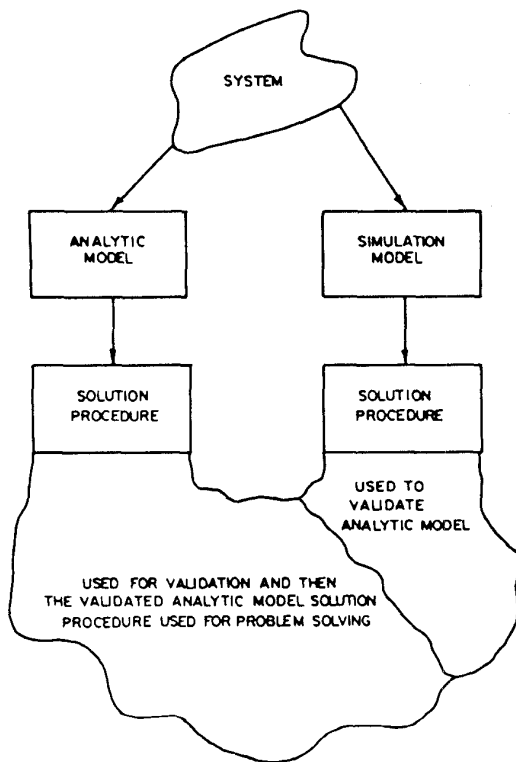 SYSTEM
ANALYTIC
MODEL
SIMULATION
MODEL
SOLUTION
PROCEDURE
SOLUTION
PROCEDURE
USED TO
VALIDATE
ANALYTIC MODEL
USED FOR VALIDATION AND THEN
THE VALIDATED ANALYTIC MODEL SOLUTION
PROCEDURE USED FOR PROBLEM SOLVING